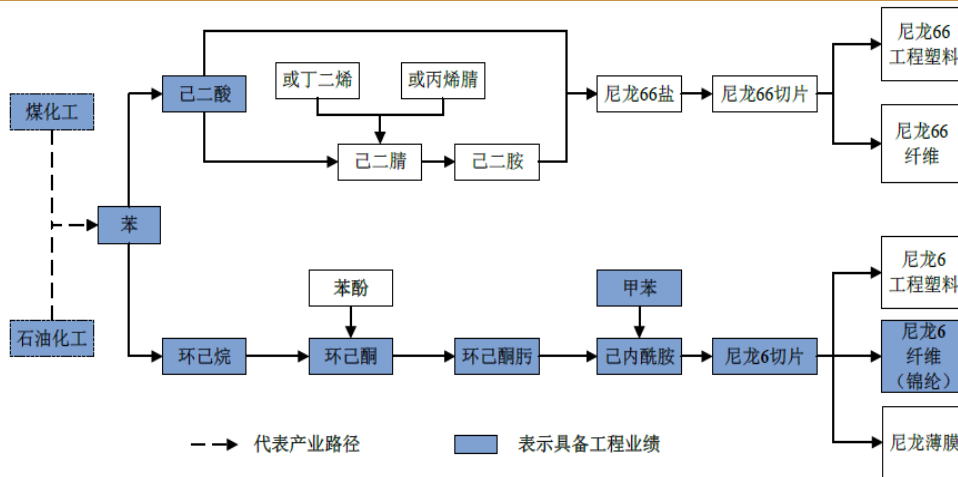 尼龙66
工程塑料
己二酸
或丁二烯
或丙烯腈
煤化工
尼龙66盐
尼龙66切片
己二腈
己二胺
尼龙66
纤维
苯
尼龙6
工程塑料
苯酚
甲苯
石油化工
环己烷
环己酮
环己酮肟
己内酰胺
尼龙6切片
尼龙6
纤维
（锦纶）
代表产业路径
表示具备工程业绩
尼龙薄膜